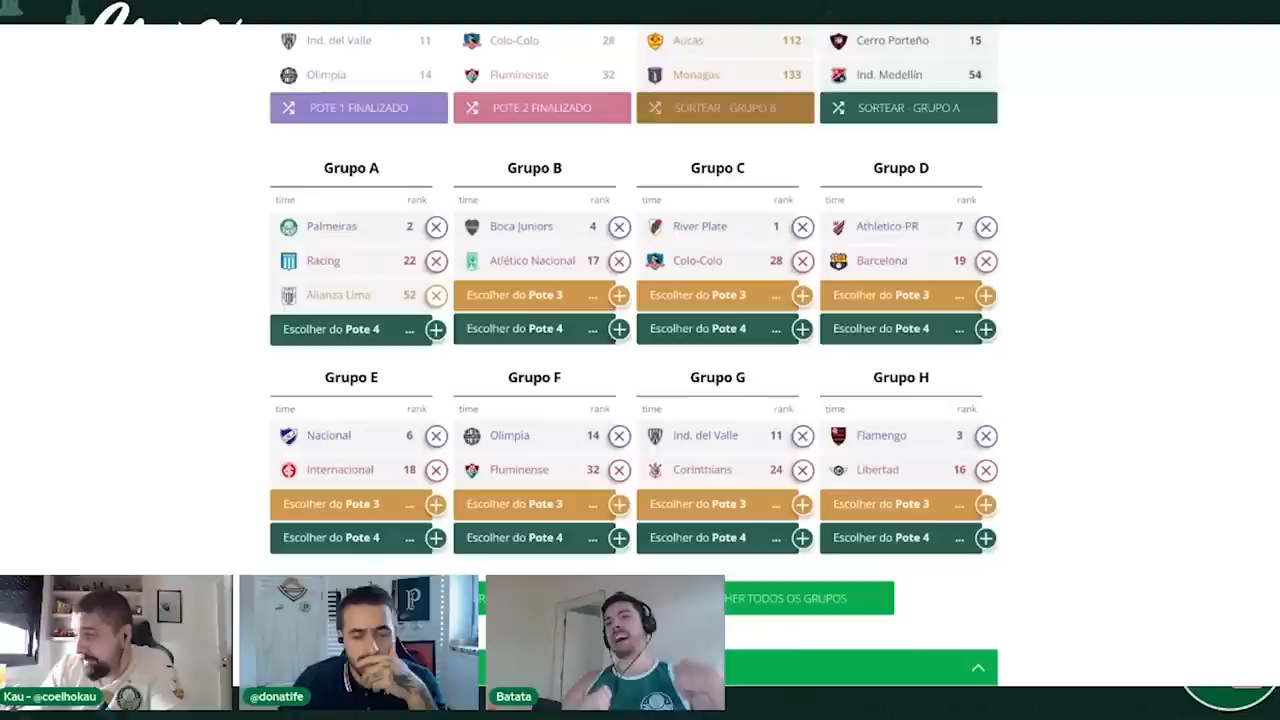 Ind. del Valle 11 Colo-Colo 28 Aucas 112 Cerro Porteño 15
Olimpia 14 Fluminense 32 Monagas 133 Ind. Medellín 54
POTE 1 FINALIZADO POTE 2 FINALIZADO SORTEAR - GRUPO B SORTEAR - GRUPO A
Grupo A Grupo B Grupo C Grupo D
time rank time rank time rank time rank
Palmeiras 2 Boca Juniors 4 River Plate 1 Athletico-PR 7
Racing 22 Atlético Nacional 17 Colo-Colo 28 Barcelona 19
Alianza Lima 52 Escolher do Pote 3 ... Escolher do Pote 3 ... Escolher do Pote 3 ...
Escolher do Pote 4 ... Escolher do Pote 4 ... Escolher do Pote 4 ... Escolher do Pote 4 ...
Grupo E Grupo F Grupo G Grupo H
time rank time rank time rank time rank
Nacional 6 Olimpia 14 Ind. del Valle 11 Flamengo 3
Internacional 18 Fluminense 32 Corinthians 24 Libertad 16
Escolher do Pote 3 ... Escolher do Pote 3 ... Escolher do Pote 3 ... Escolher do Pote 3 ...
Escolher do Pote 4 ... Escolher do Pote 4 ... Escolher do Pote 4 ... Escolher do Pote 4 ...
HER TODOS OS GRUPOS
P
Kau - @coelhokau @donatife Batata